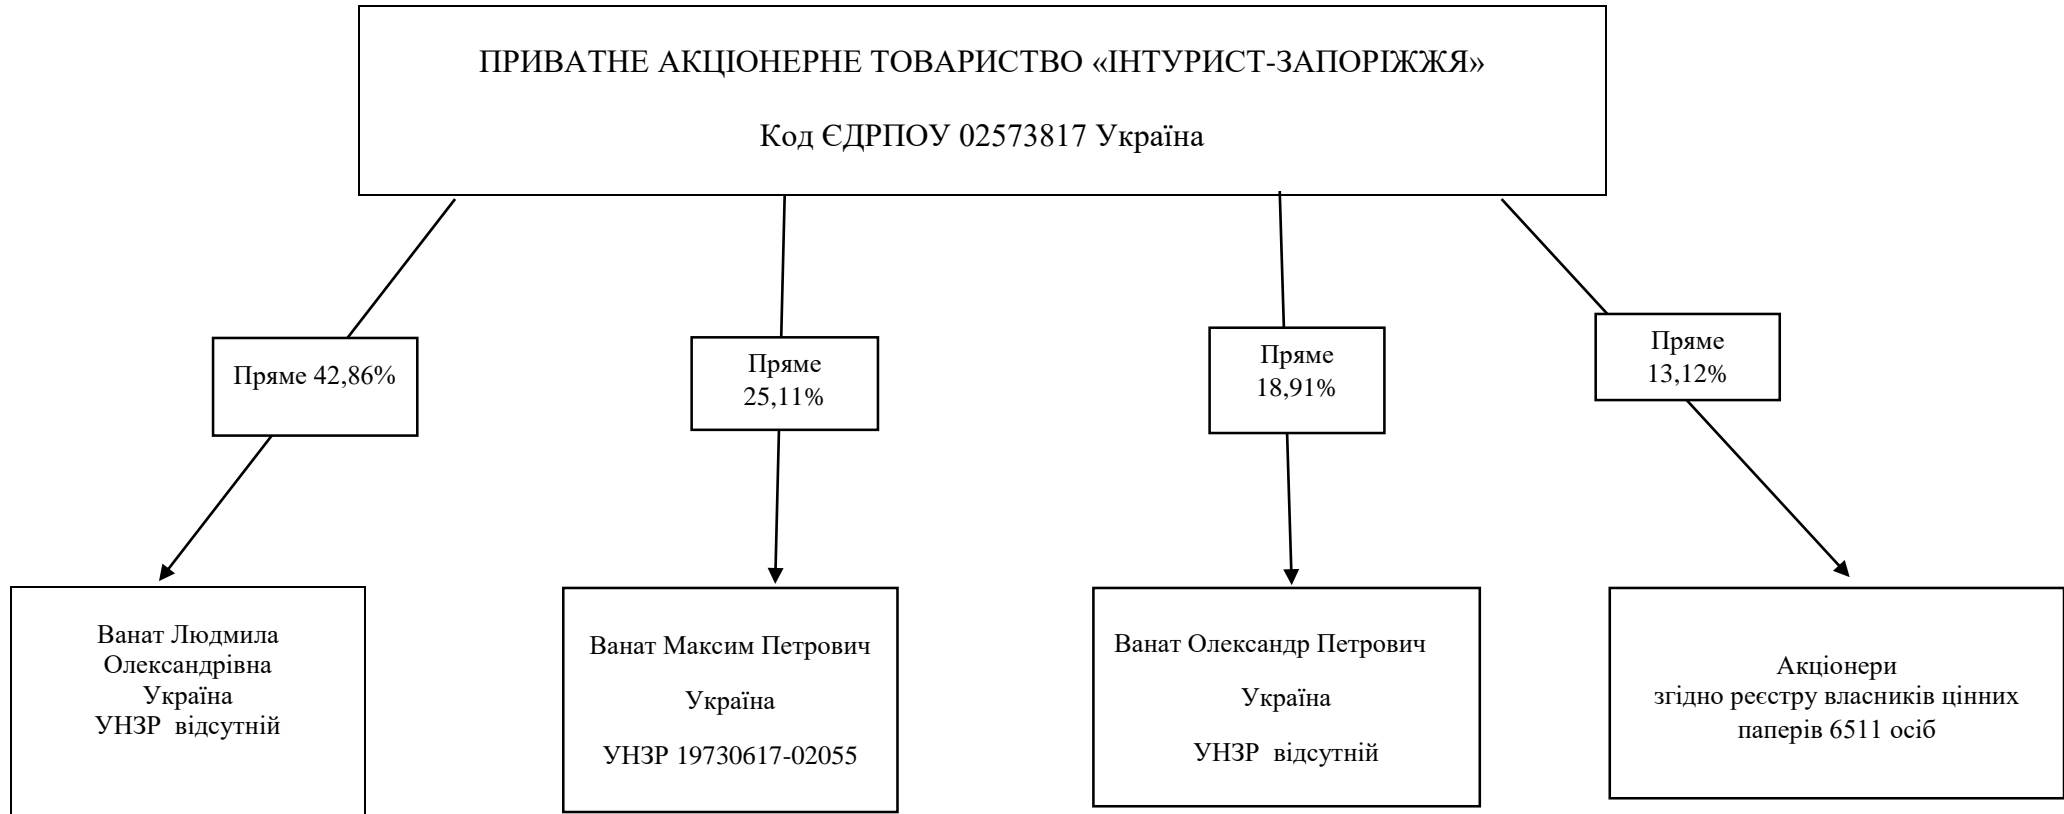 ПРИВАТНЕ АКЦІОНЕРНЕ ТОВАРИСТВО «ІНТУРИСТ-ЗАПОРІЖЖЯ»
Код ЄДРПОУ 02573817 Україна
Пряме 42,86%
Пряме
25,11%
Пряме
18,91%
Пряме
13,12%
Ванат Людмила
Олександрівна
Україна
УНЗР відсутній
Ванат Максим Петрович
Україна
УНЗР 19730617-02055
Ванат Олександр Петрович
Україна
УНЗР відсутній
Акціонери
згідно реєстру власників цінних
паперів 6511 осіб